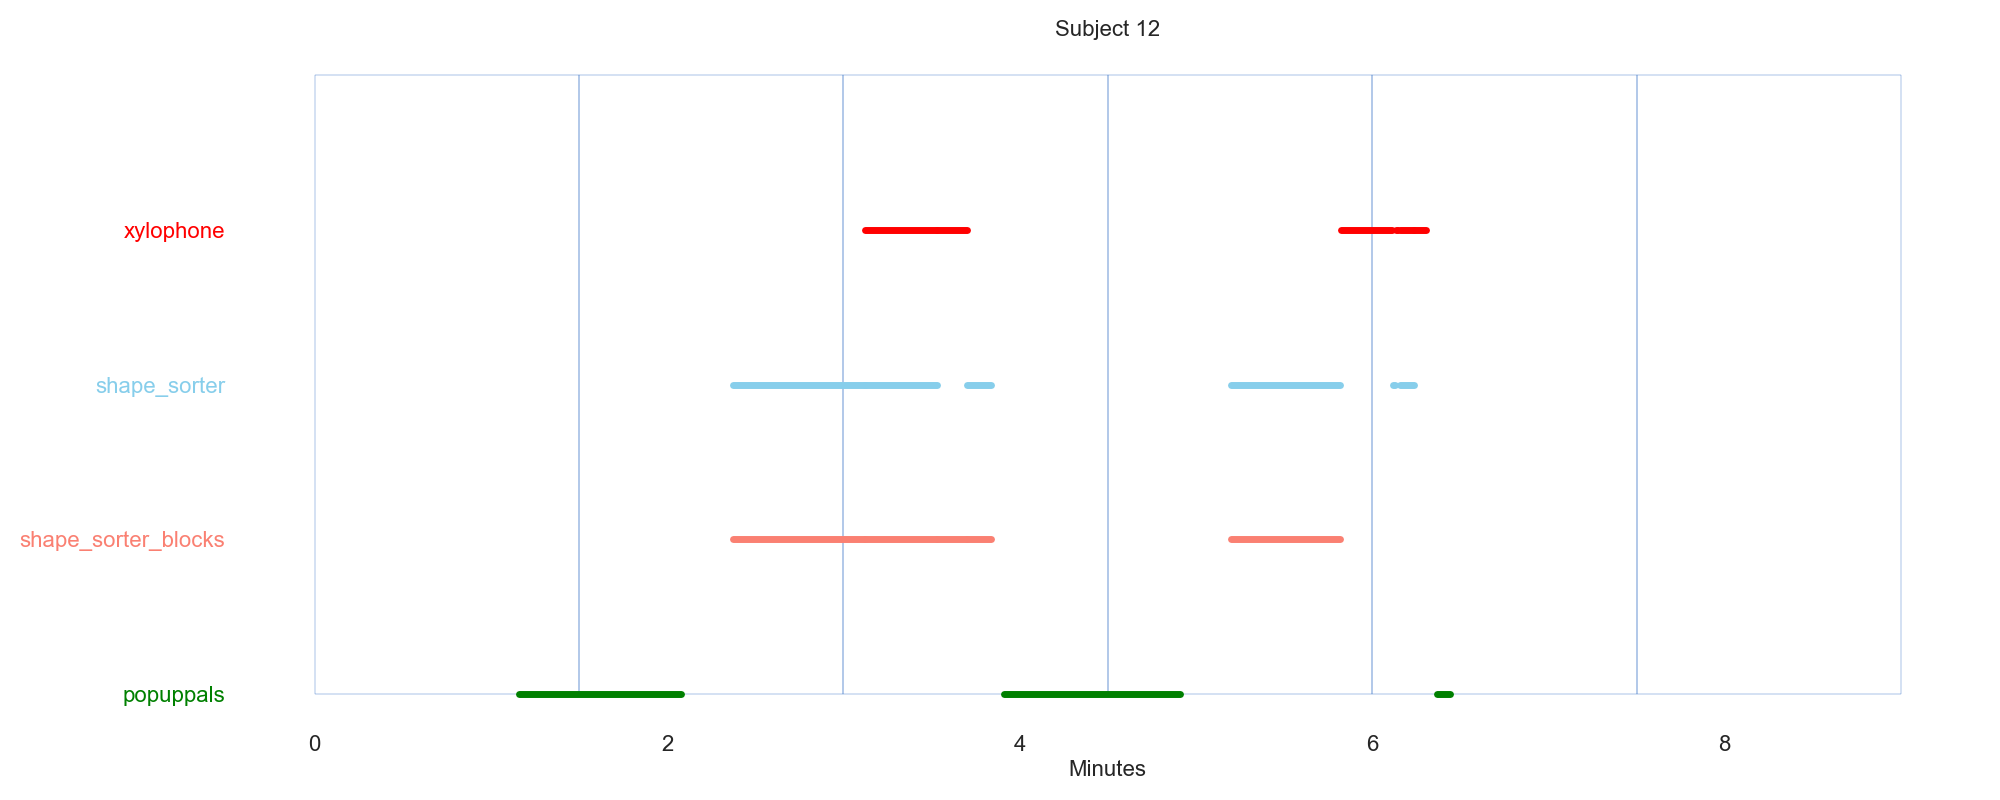 Subject 12
xylophone
shape_sorter
shape_sorter_blocks
popuppals
0 2 4 6 8
Minutes